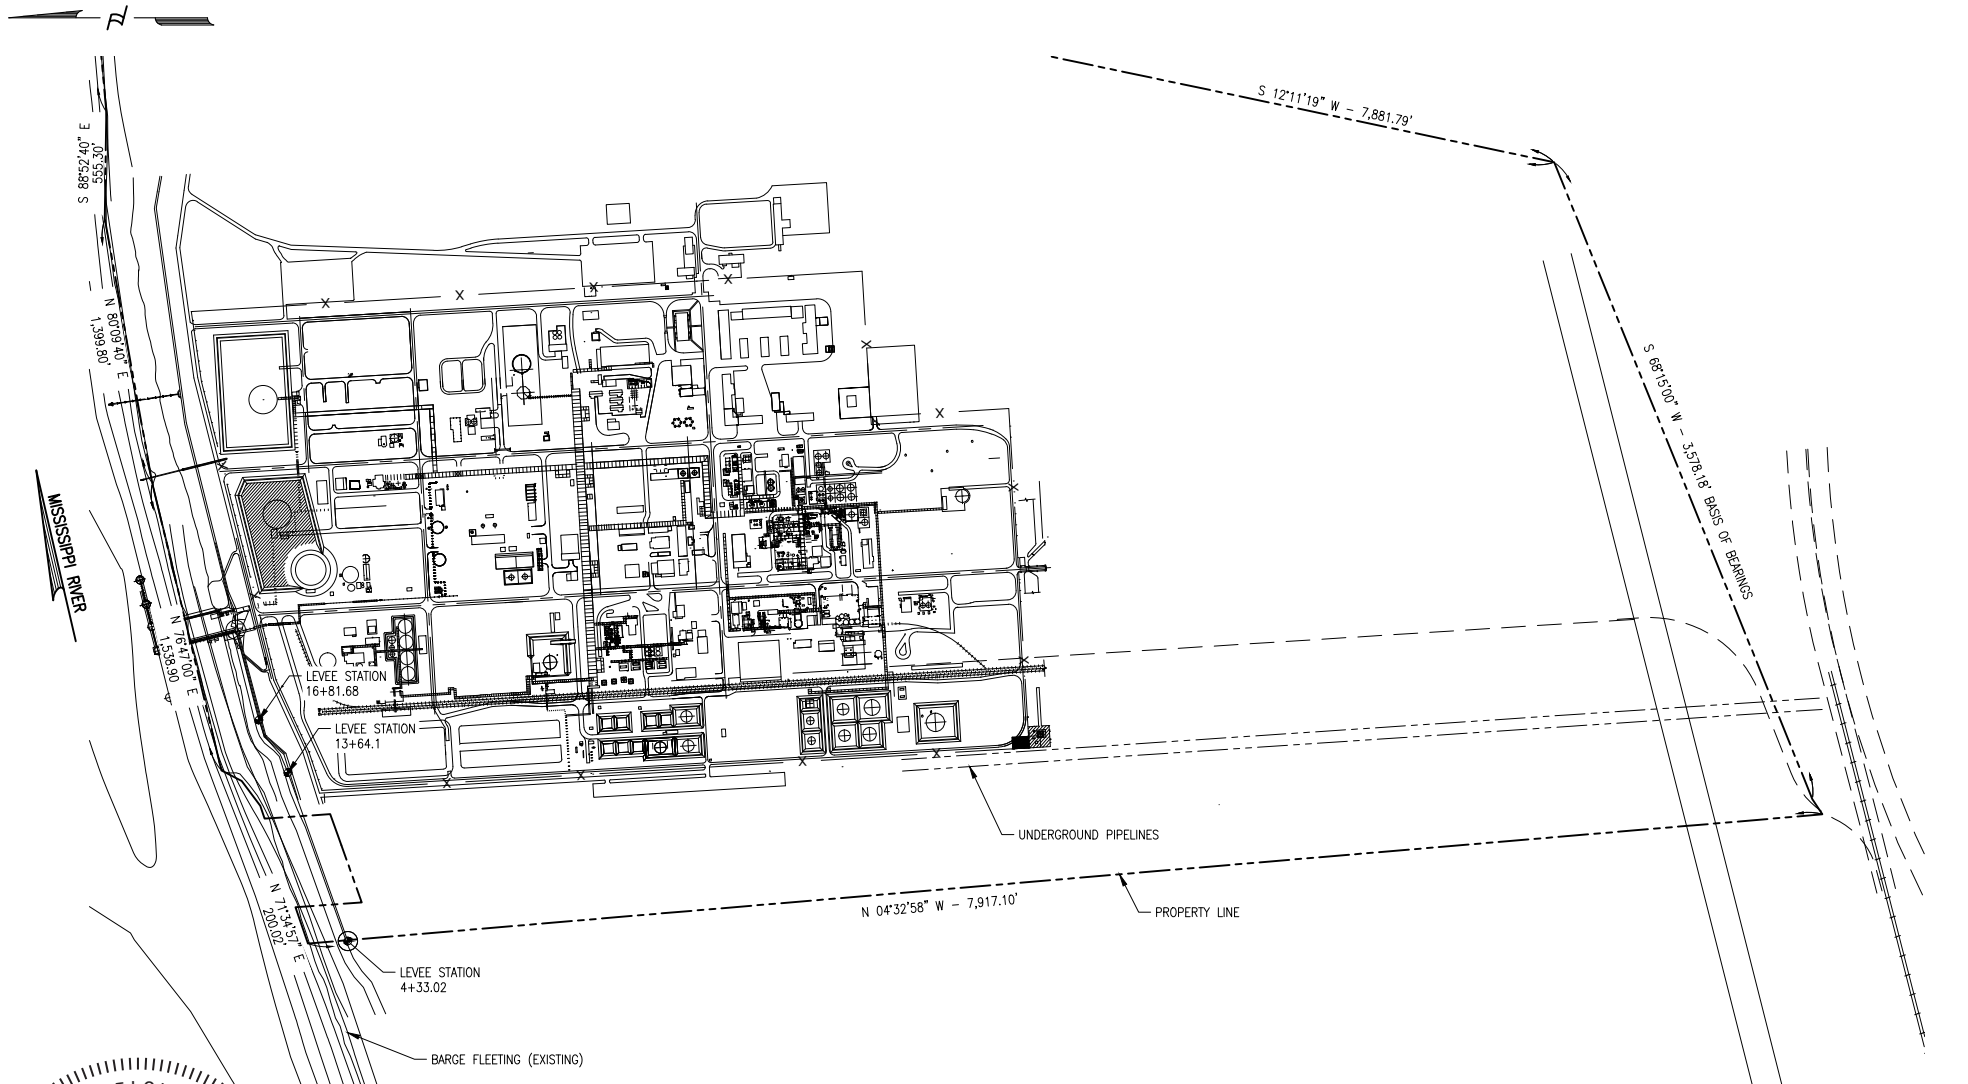 N
S 12°11'19" W - 7,881.79'
S 88°52'40" E
555.30'
N 80°09'40" E
1,399.80'
S 68°15'00" W - 3,578.18' BASIS OF BEARINGS
MISSISSIPPI RIVER
N 76°47'00" E
1,538.90
LEVEE STATION
16+81.68
LEVEE STATION
13+64.1
UNDERGROUND PIPELINES
N 04°32'58" W - 7,917.10'
PROPERTY LINE
N 71°34'57" E
200.02'
LEVEE STATION
4+33.02
BARGE FLEETING (EXISTING)